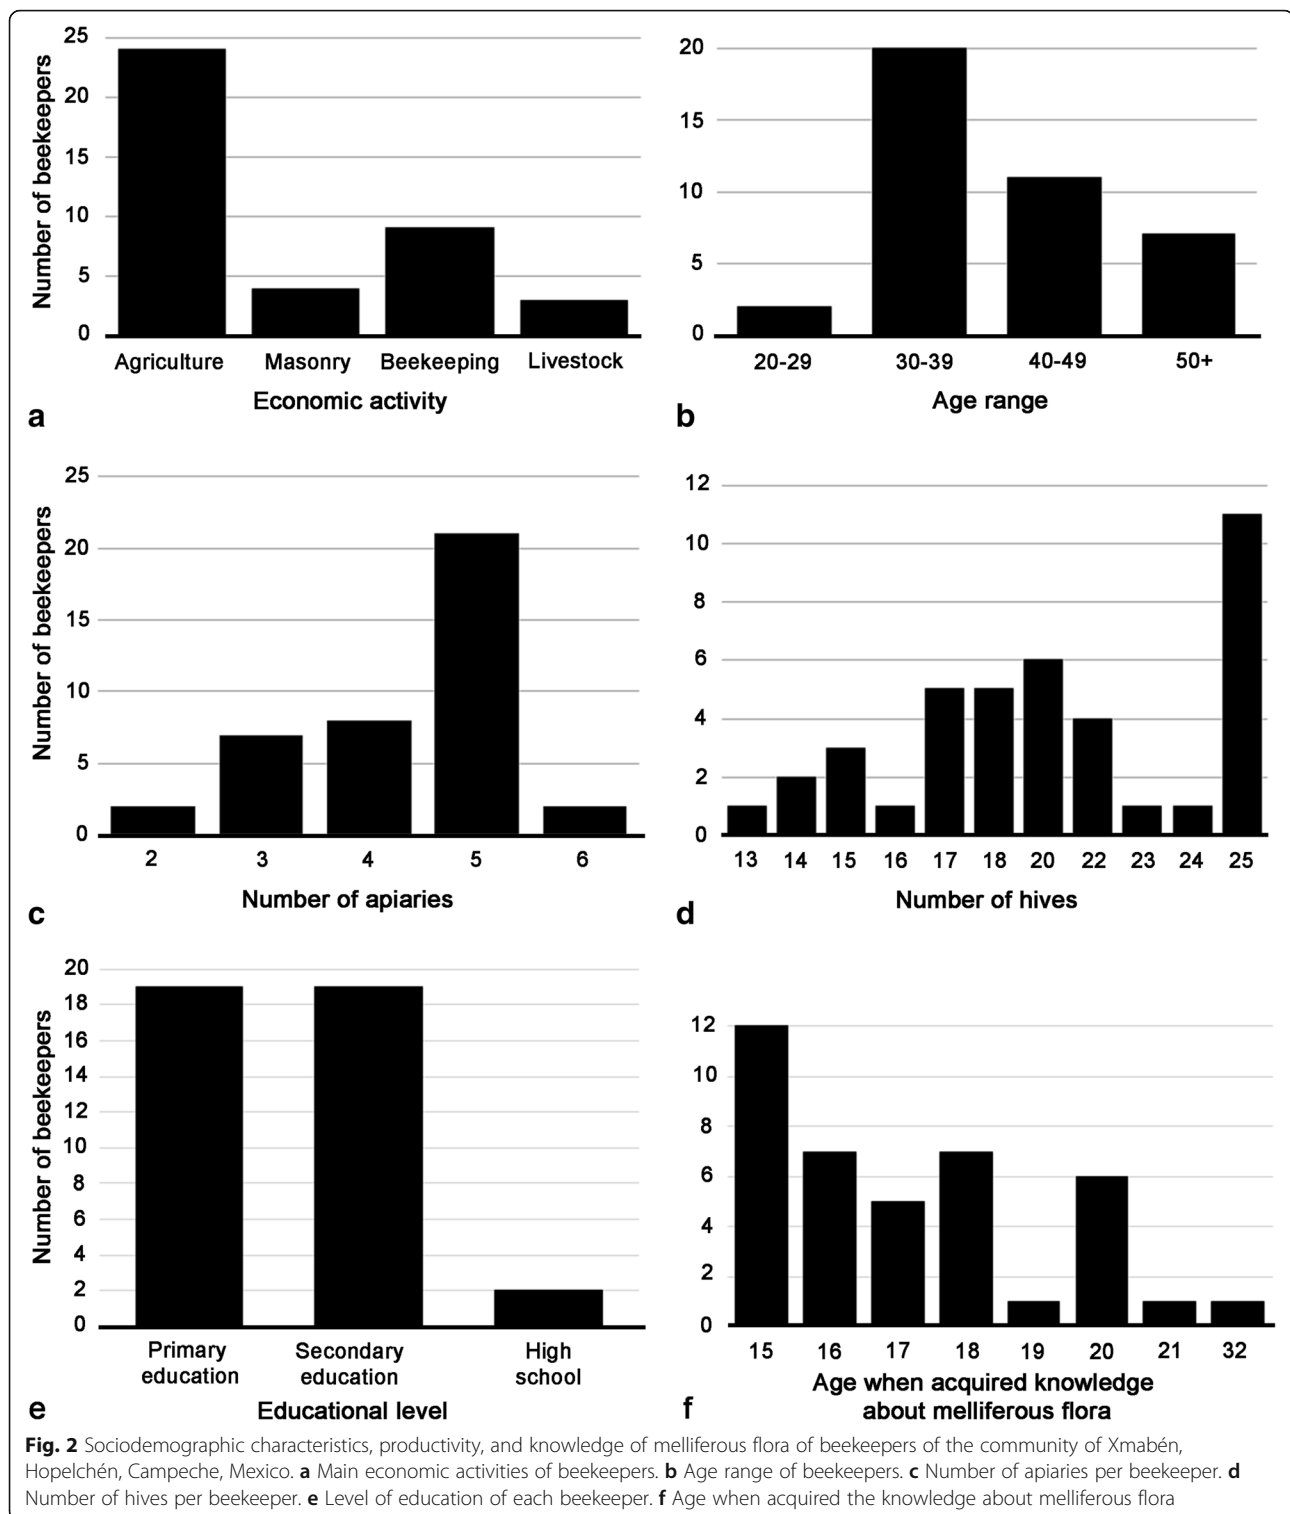 25
20
15
10
5
0
Number of beekeepers
Agriculture Masonry Beekeeping Livestock
Economic activity
a
20
15
10
5
0
20-29 30-39 40-49 50+
Age range
b
25
20
15
10
5
0
Number of beekeepers
2 3 4 5 6
Number of apiaries
c
12
10
8
6
4
2
0
13 14 15 16 17 18 20 22 23 24 25
Number of hives
d
20
18
16
14
12
10
8
6
4
2
0
Number of beekeepers
Primary education
Secondary education
High school
Educational level
e
12
10
8
6
4
2
0
15 16 17 18 19 20 21 32
Age when acquired knowledge
about melliferous flora
f
Fig. 2 Sociodemographic characteristics, productivity, and knowledge of melliferous flora of beekeepers of the community of Xmabén,
Hopelchén, Campeche, Mexico. a Main economic activities of beekeepers. b Age range of beekeepers. c Number of apiaries per beekeeper. d
Number of hives per beekeeper. e Level of education of each beekeeper. f Age when acquired the knowledge about melliferous flora